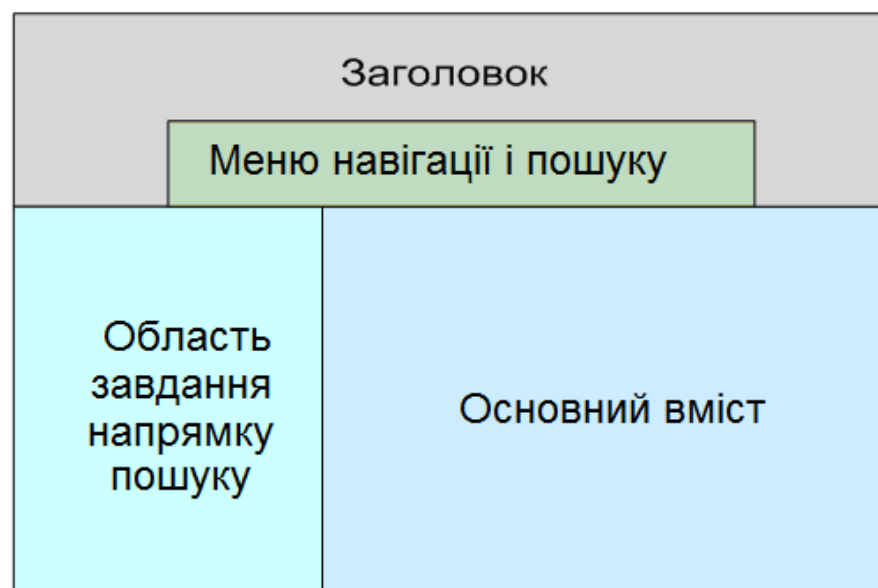 Заголовок
Меню навігації і пошуку
Область
завдання
напрямку
пошуку
Основний вміст